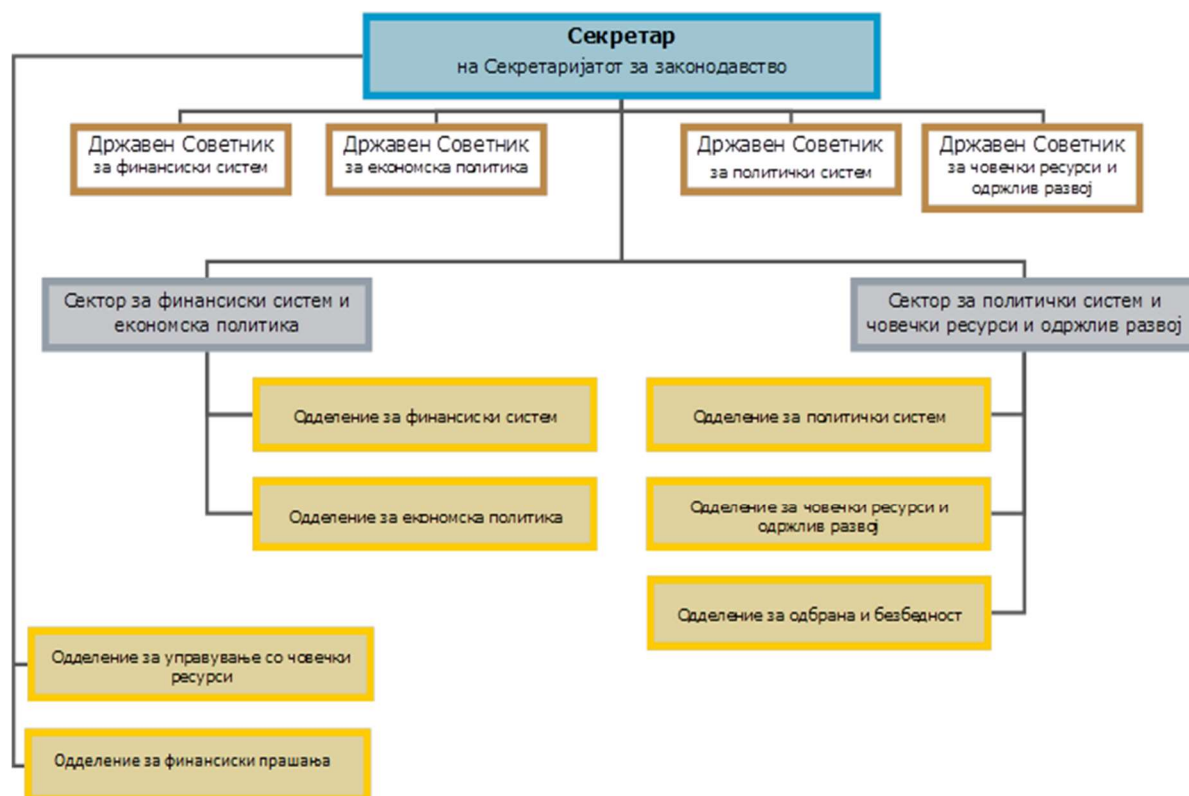 Секретар
на Секретаријатот за законодавство
Државен Советник
за финансиски систем
Државен Советник
за економска политика
Државен Советник
за политички систем
Државен Советник
за човечки ресурси и
одржлив развој
Сектор за финансиски систем и
економска политика
Сектор за политички систем и
човечки ресурси и одржлив развој
Одделение за финансиски систем
Одделение за економска политика
Одделение за политички систем
Одделение за човечки ресурси и
одржлив развој
Одделение за одбрана и безбедност
Одделение за управување со човечки
ресурси
Одделение за финансиски прашања